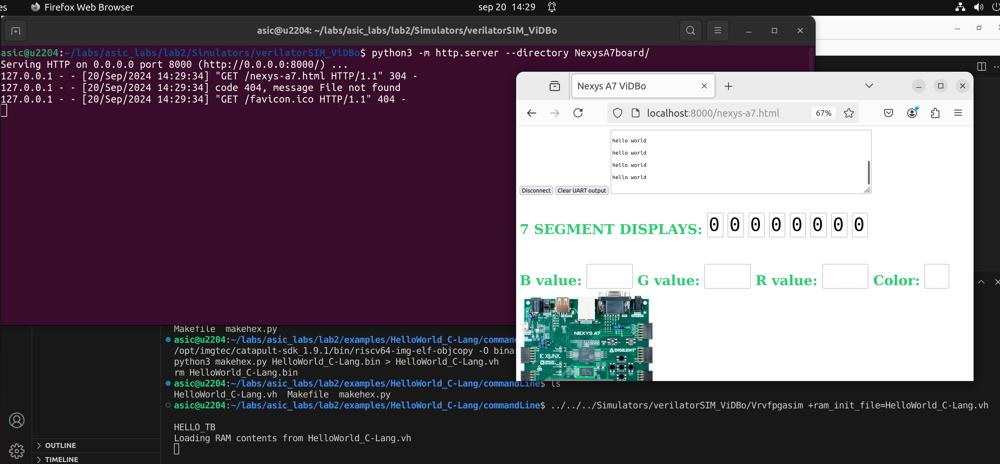 es
Firefox Web Browser
sep 20 14:29
asic@u2204: ~/labs/asic_labs/lab2/Simulators/verilatorSIM_ViDBo
asic@u2204:~/labs/asic_labs/lab2/Simulators/verilatorSIM_ViDBo$ python3 -m http.server --directory NexysA7board/
Serving HTTP on 0.0.0.0 port 8000 (http://0.0.0.0:8000/) ...
127.0.0.1 - - [20/Sep/2024 14:29:34] "GET /nexys-a7.html HTTP/1.1" 304 -
127.0.0.1 - - [20/Sep/2024 14:29:34] code 404, message File not found
127.0.0.1 - - [20/Sep/2024 14:29:34] "GET /favicon.ico HTTP/1.1" 404 -
Nexys A7 ViDBo
localhost:8000/nexys-a7.html
67%
hello world
hello world
hello world
hello world
Disconnect
Clear UART output
7 SEGMENT DISPLAYS: 0 0 0 0 0 0 0 0
B value:
G value:
R value:
Color:
POWER
USB HOST
ETHERNET
VGA
AUDIO OUT
NEXYS A7
XILINX
DIGILENT
ANALOG DEVICES
Makefile makehex.py
asic@u2204:~/labs/asic_labs/lab2/examples/HelloWorld_C-Lang/command
/opt/imgtec/catapult-sdk_1.9.1/bin/riscv64-img-elf-objcopy -O binar
python3 makehex.py HelloWorld_C-Lang.bin > HelloWorld_C-Lang.vh
rm HelloWorld_C-Lang.bin
asic@u2204:~/labs/asic_labs/lab2/examples/HelloWorld_C-Lang/commandLine$ ls
HelloWorld_C-Lang.vh Makefile makehex.py
asic@u2204:~/labs/asic_labs/lab2/examples/HelloWorld_C-Lang/commandLine$ ../../../Simulators/verilatorSIM_ViDBo/Vrvfpgasim +ram_init_file=HelloWorld_C-Lang.vh
HELLO_TB
Loading RAM contents from HelloWorld_C-Lang.vh
OUTLINE
TIMELINE